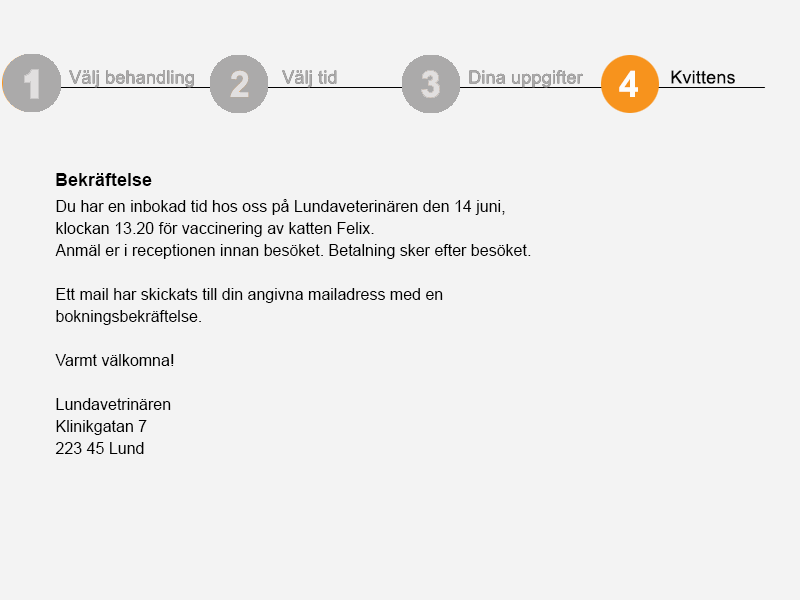 1 Välj behandling 2 Välj tid 3 Dina uppgifter 4 Kvittens
Bekräftelse
Du har en inbokad tid hos oss på Lundaveterinären den 14 juni,
klockan 13.20 för vaccinering av katten Felix.
Anmäl er i receptionen innan besöket. Betalning sker efter besöket.
Ett mail har skickats till din angivna mailadress med en
bokningsbekräftelse.
Varmt välkomna!
Lundavetrinären
Klinikgatan 7
223 45 Lund